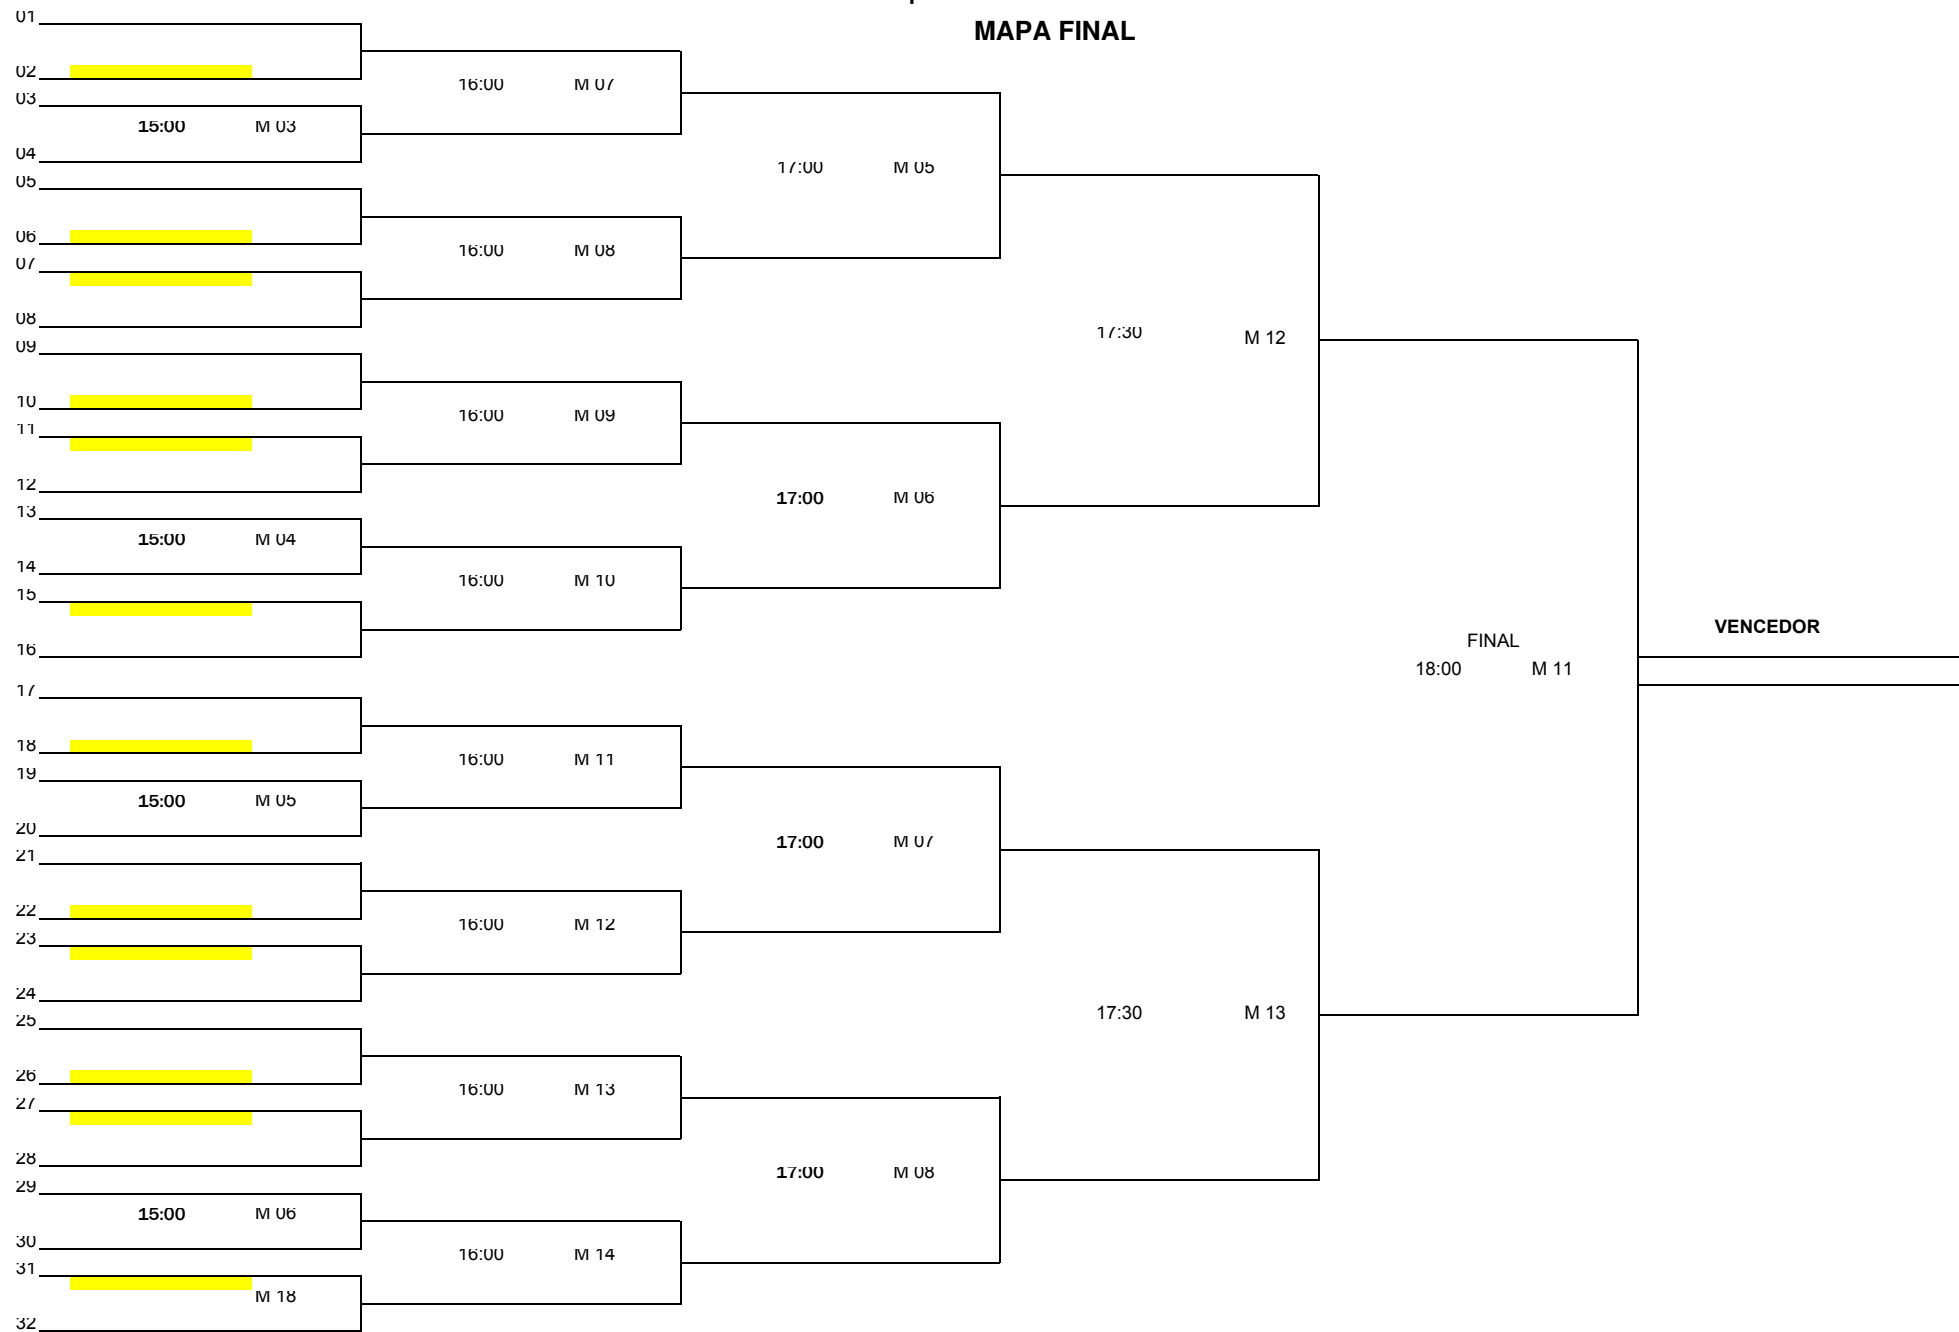 MAPA FINAL
01
02
16:00 M 07
03
15:00 M 03
04
17:00 M 05
05
06
16:00 M 08
07
08
17:30 M 12
09
10
16:00 M 09
11
12
17:00 M 06
13
15:00 M 04
14
16:00 M 10
15
16
VENCEDOR
FINAL
18:00 M 11
17
18
16:00 M 11
19
15:00 M 05
20
17:00 M 07
21
22
16:00 M 12
23
24
17:30 M 13
25
26
16:00 M 13
27
28
17:00 M 08
29
15:00 M 06
30
16:00 M 14
31
M 18
32